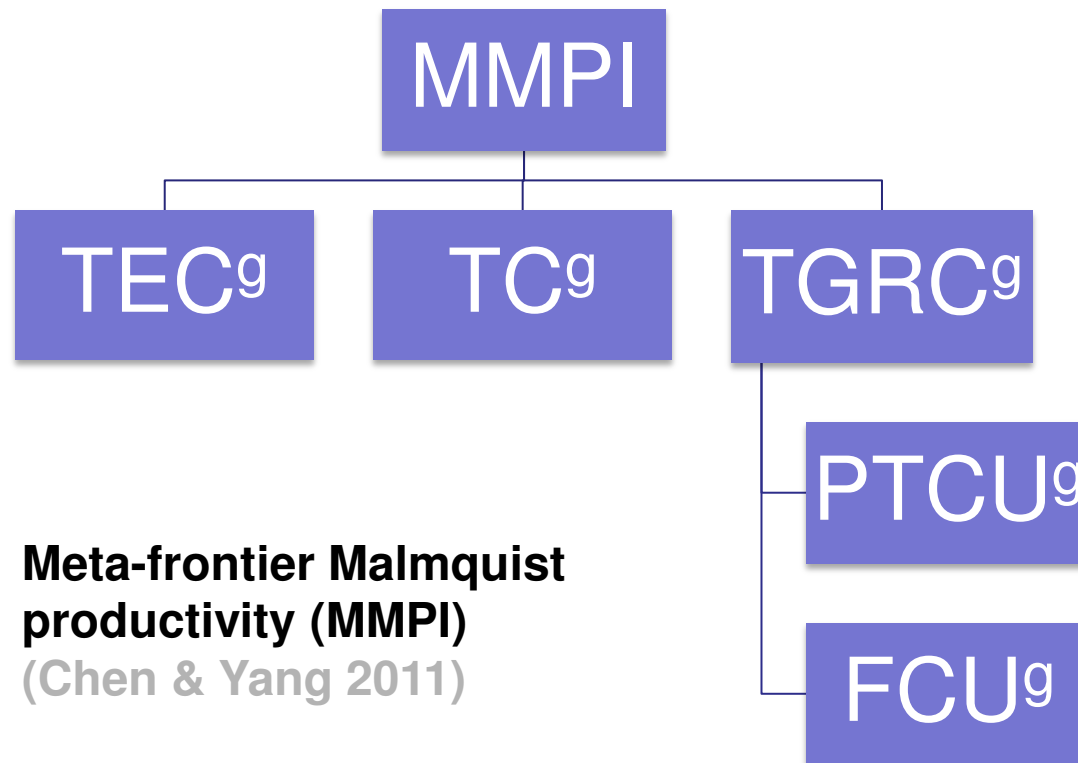 MMPI
TECᵍ
TCᵍ
TGRCᵍ
PTCUᵍ
FCUᵍ
Meta-frontier Malmquist
productivity (MMPI)
(Chen & Yang 2011)